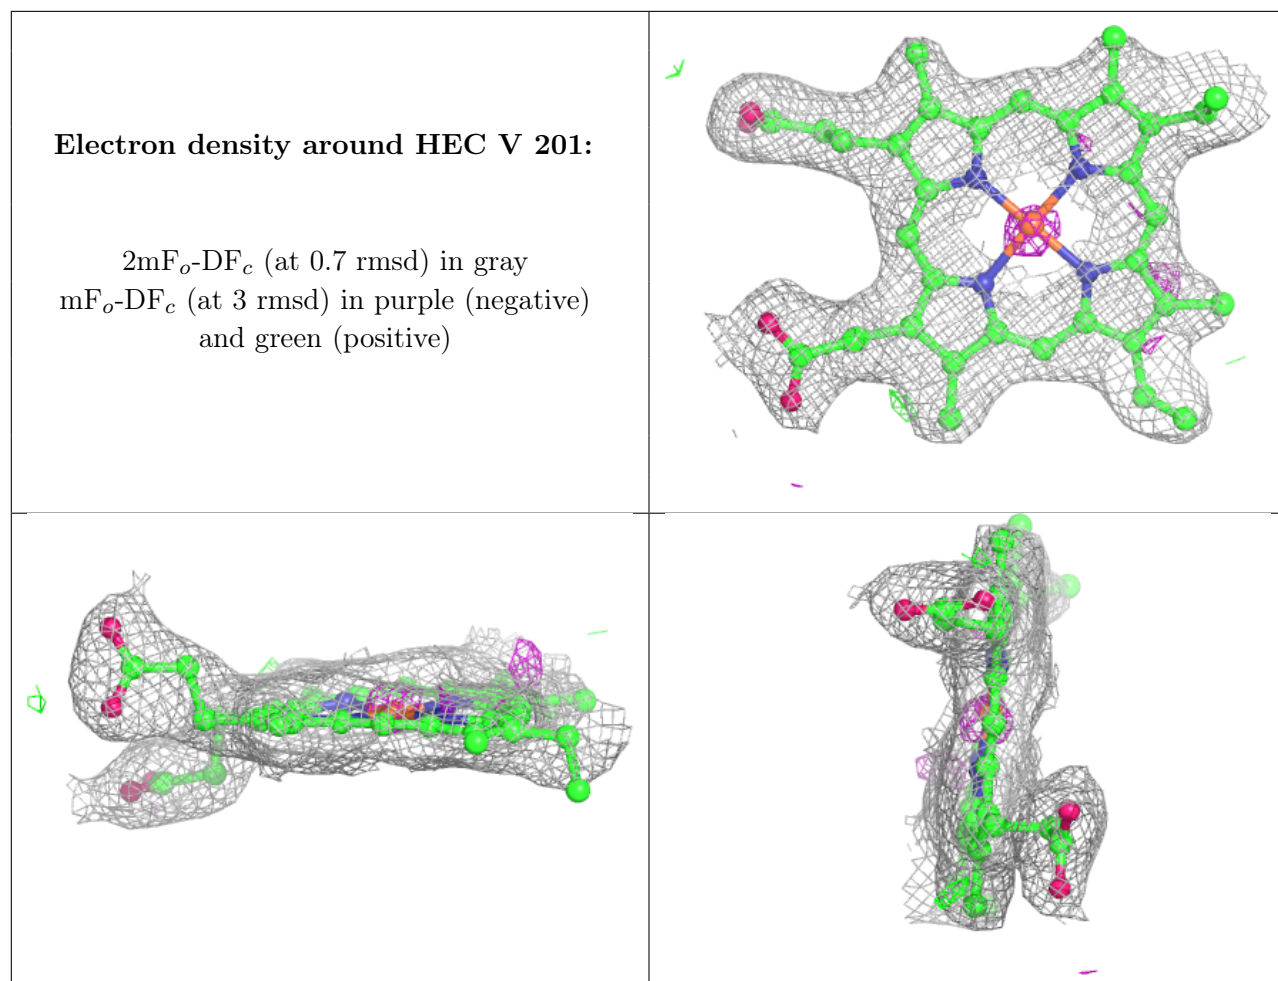 Electron density around HEC V 201:
2mFo-DFc (at 0.7 rmsd) in gray
mFo-DFc (at 3 rmsd) in purple (negative)
and green (positive)